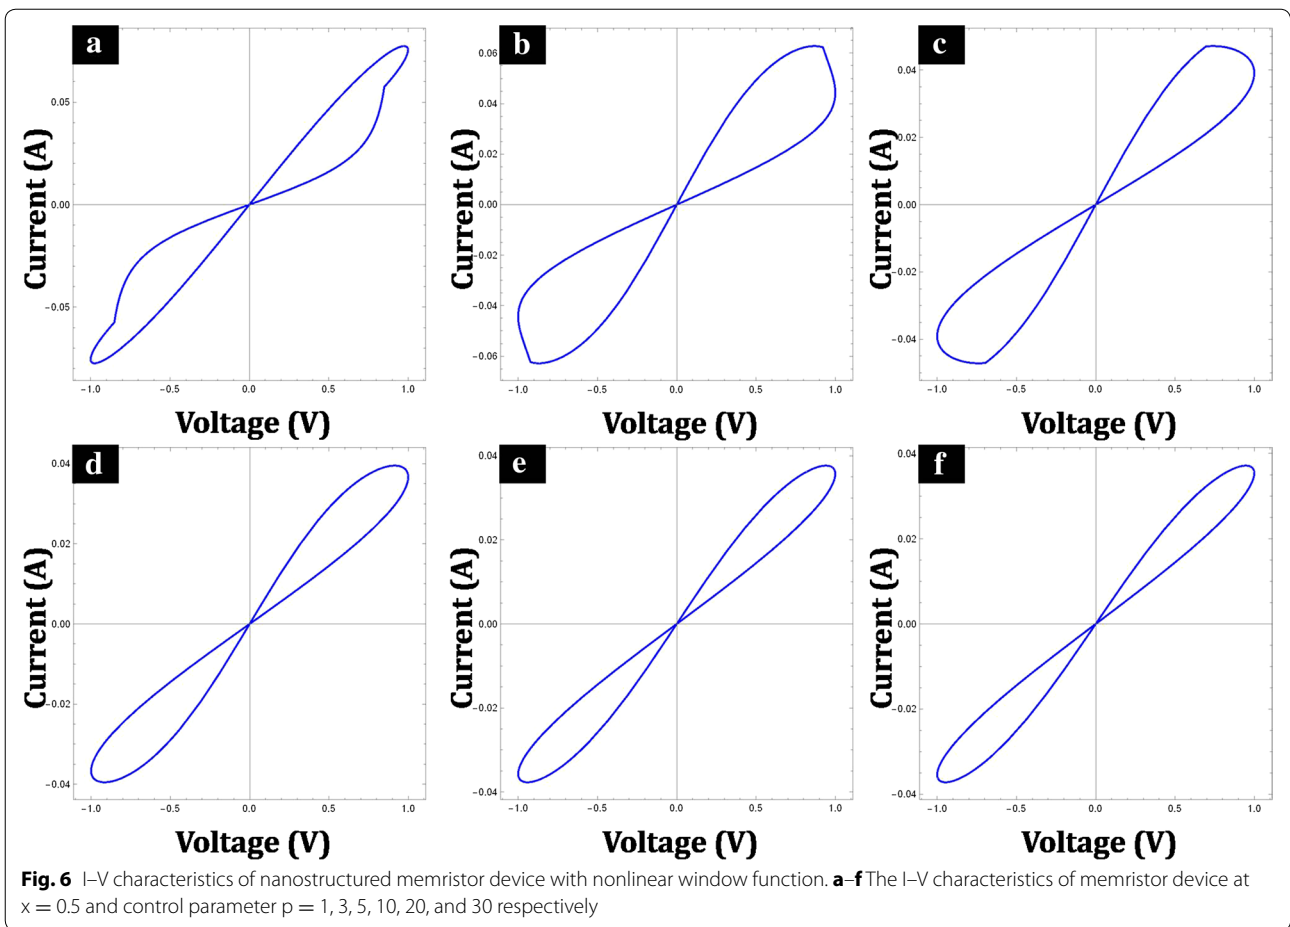 a
b
c
0.05
0.00
−0.05
−1.0 −0.5 0.0 0.5 1.0
Current (A)
Voltage (V)
0.06
0.04
0.02
0.00
−0.02
−0.04
−0.06
−1.0 −0.5 0.0 0.5 1.0
Current (A)
Voltage (V)
0.04
0.02
0.00
−0.02
−0.04
−1.0 −0.5 0.0 0.5 1.0
Current (A)
Voltage (V)
d
e
f
0.04
0.02
0.00
−0.02
−0.04
−1.0 −0.5 0.0 0.5 1.0
Current (A)
Voltage (V)
0.04
0.02
0.00
−0.02
−0.04
−1.0 −0.5 0.0 0.5 1.0
Current (A)
Voltage (V)
0.04
0.02
0.00
−0.02
−0.04
−1.0 −0.5 0.0 0.5 1.0
Current (A)
Voltage (V)
Fig. 6 I–V characteristics of nanostructured memristor device with nonlinear window function. a–f The I–V characteristics of memristor device at
x = 0.5 and control parameter p = 1, 3, 5, 10, 20, and 30 respectively